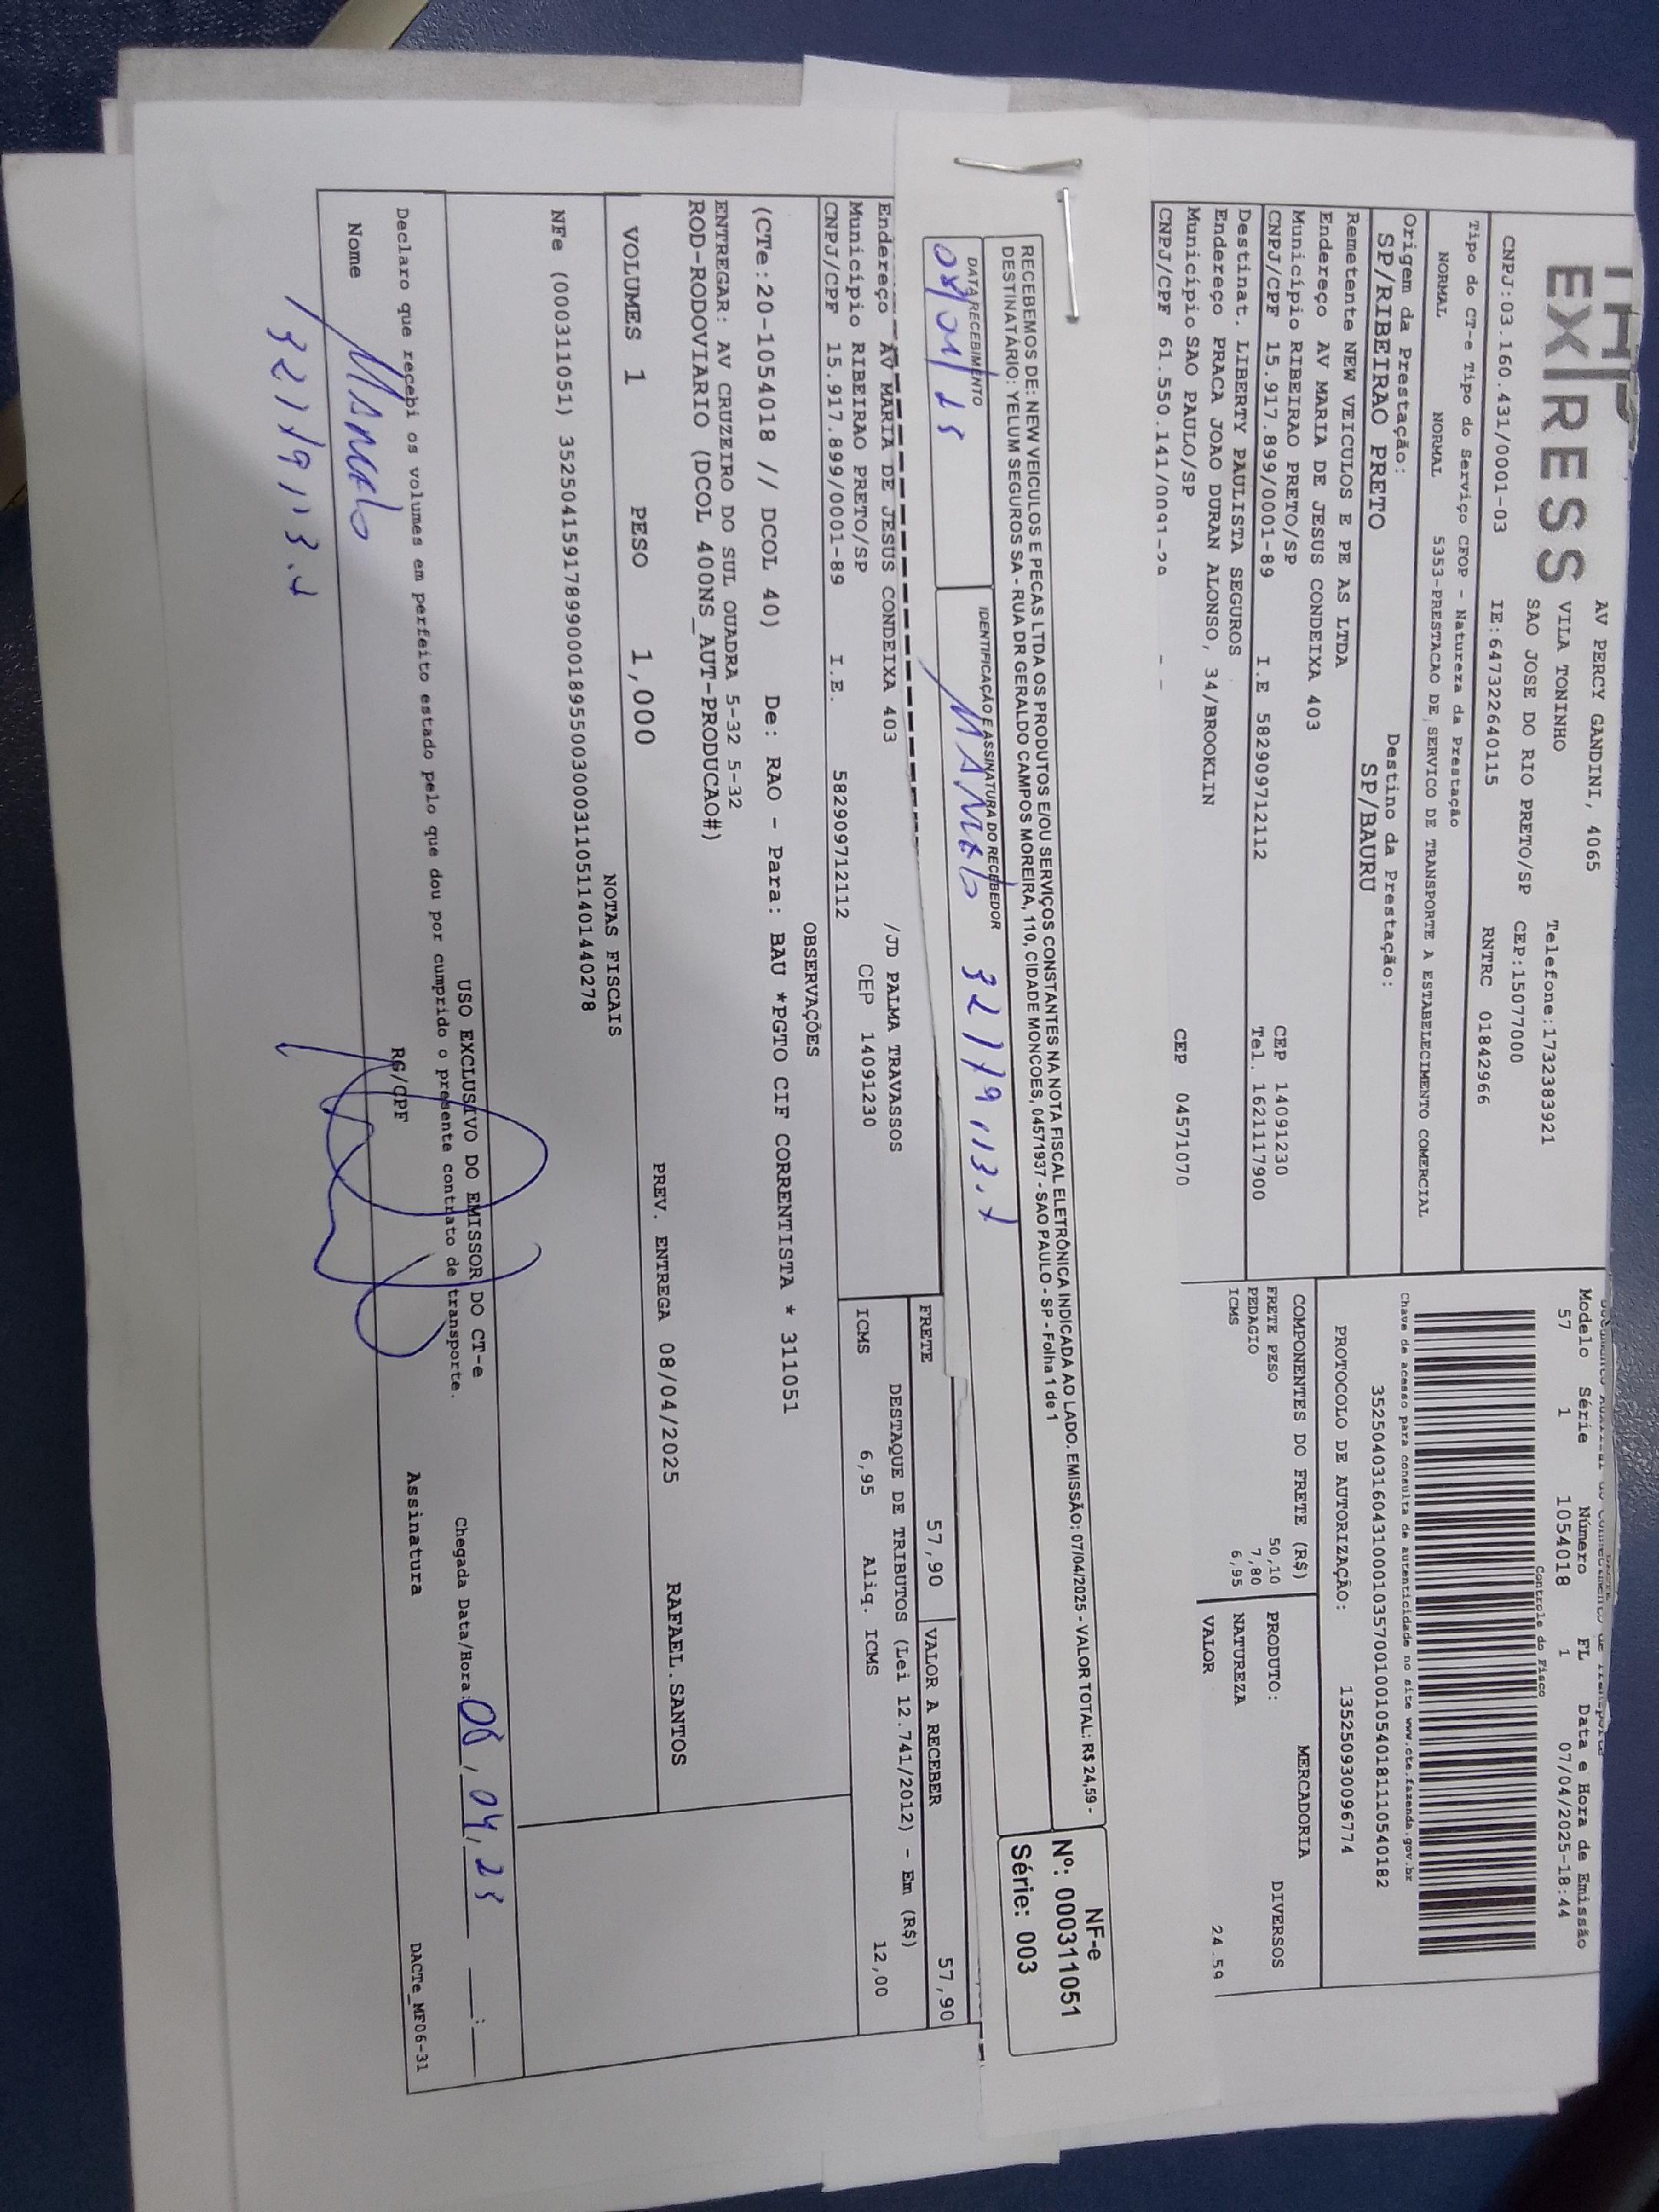 EX RESS
AV PERCY GANDINI, 4065
VILA TONINHO
Telefone:1732383921
SAO JOSE DO RIO PRETO/SP CEP:15077000
CNPJ:03.160.431/0001-03 IE:647322640115 RNTRC 01842966
Tipo do CT-e Tipo do Serviço CFOP - Natureza da Prestação
NORMAL NORMAL 5353-PRESTACAO DE SERVICO DE TRANSPORTE A ESTABELECIMENTO COMERCIAL
Origem da Prestação: Destino da Prestação:
SP/RIBEIRAO PRETO SP/BAURU
Remetente NEW VEICULOS E PE AS LTDA
Endereço AV MARIA DE JESUS CONDEIXA 403
Município RIBEIRAO PRETO/SP CEP 14091230
CNPJ/CPF 15.917.899/0001-89 I.E 582909712112 Tel. 1621117900
Destinat. LIBERTY PAULISTA SEGUROS
Endereço PRACA JOAO DURAN ALONSO, 34/BROOKLIN
Município SAO PAULO/SP CEP 04571070
CNPJ/CPF 61.550.141/0091-29
Modelo Série Número FL Data e Hora de Emissão
57 1 1054018 1 07/04/2025-18:44
Controle do Fisco
Chave de acesso para consulta de autenticidade no site www.cte.fazenda.gov.br
35250403160431000103570010010540181110540182
PROTOCOLO DE AUTORIZAÇÃO: 135250930096774
COMPONENTES DO FRETE (R$)
FRETE PESO 50,10
PEDAGIO 7,80
ICMS 6,95
MERCADORIA
PRODUTO: DIVERSOS
NATUREZA
VALOR 24.59
RECEBEMOS DE: NEW VEICULOS E PECAS LTDA OS PRODUTOS E/OU SERVIÇOS CONSTANTES NA NOTA FISCAL ELETRÔNICA INDICADA AO LADO. EMISSÃO: 07/04/2025 - VALOR TOTAL: R$ 24,59 -
DESTINATÁRIO: YELUM SEGUROS SA - RUA DR GERALDO CAMPOS MOREIRA, 110, CIDADE MONCOES, 04571937 - SAO PAULO - SP - Folha 1 de 1
NF-e
Nº: 000311051
Série: 003
DATA RECEBIMENTO IDENTIFICAÇÃO E ASSINATURA DO RECEBEDOR
Endereço AV MARIA DE JESUS CONDEIXA 403 /JD PALMA TRAVASSOS
Município RIBEIRAO PRETO/SP CEP 14091230
CNPJ/CPF 15.917.899/0001-89 I.E. 582909712112
FRETE 57,90 VALOR A RECEBER 57,90
DESTAQUE DE TRIBUTOS (Lei 12.741/2012) - Em (R$)
ICMS 6,95 Aliq. ICMS 12,00
OBSERVAÇÕES
(CTe:20-1054018 // DCOL 40) De: RAO - Para: BAU *PGTO CIF CORRENTISTA * 311051
ENTREGAR: AV CRUZEIRO DO SUL QUADRA 5-32 5-32
ROD-RODOVIARIO (DCOL 400NS_AUT-PRODUCAO#)
VOLUMES 1 PESO 1,000 PREV. ENTREGA 08/04/2025 RAFAEL.SANTOS
NOTAS FISCAIS
NFe (000311051) 35250415917899000189550030003110511401440278
USO EXCLUSIVO DO EMISSOR DO CT-e
Chegada Data/Hora:
Declaro que recebi os volumes em perfeito estado pelo que dou por cumprido o presente contrato de transporte.
Nome RG/CPF Assinatura
DACTe_MF06-31